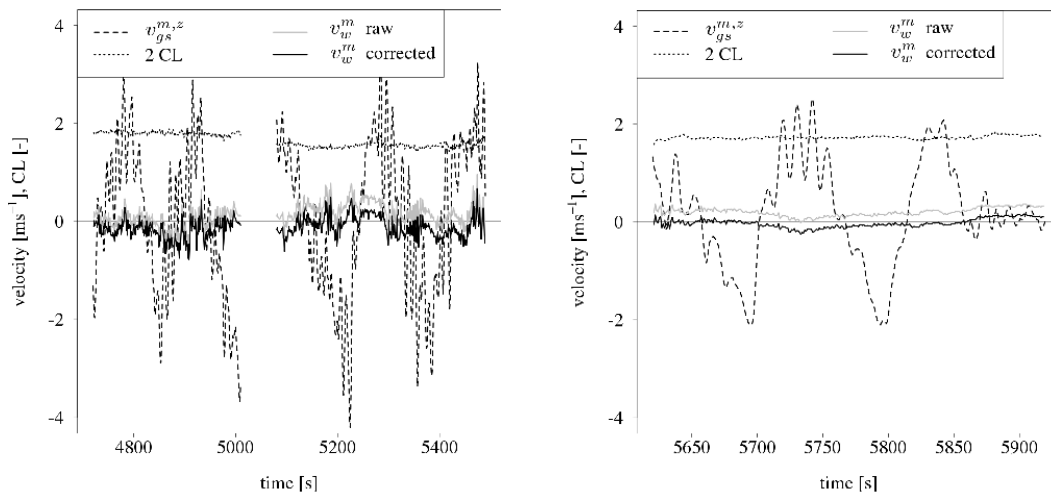 4
v_gs^{m,z} v_w^m raw
2 CL v_w^m corrected
2
0
-2
-4
velocity [ms⁻¹], CL [-]
4800 5000 5200 5400
time [s]
4
v_gs^{m,z} v_w^m raw
2 CL v_w^m corrected
2
0
-2
-4
velocity [ms⁻¹], CL [-]
5650 5700 5750 5800 5850 5900
time [s]